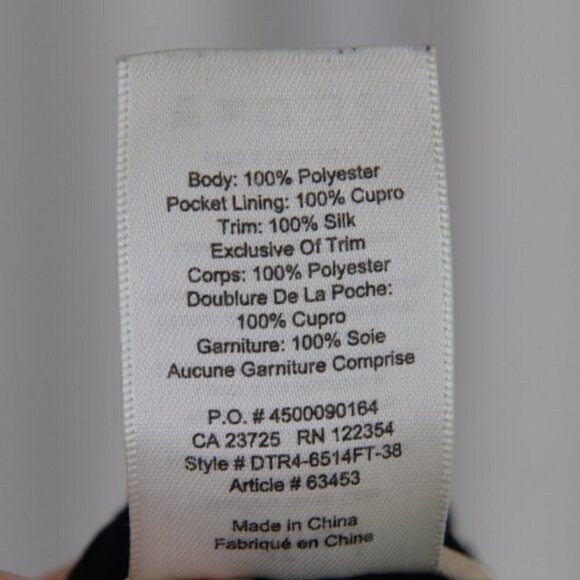 Body: 100% Polyester
Pocket Lining: 100% Cupro
Trim: 100% Silk
Exclusive Of Trim
Corps: 100% Polyester
Doublure De La Poche:
100% Cupro
Garniture: 100% Soie
Aucune Garniture Comprise
P.O. # 4500090164
CA 23725 RN 122354
Style # DTR4-6514FT-38
Article # 63453
Made in China
Fabriqué en Chine